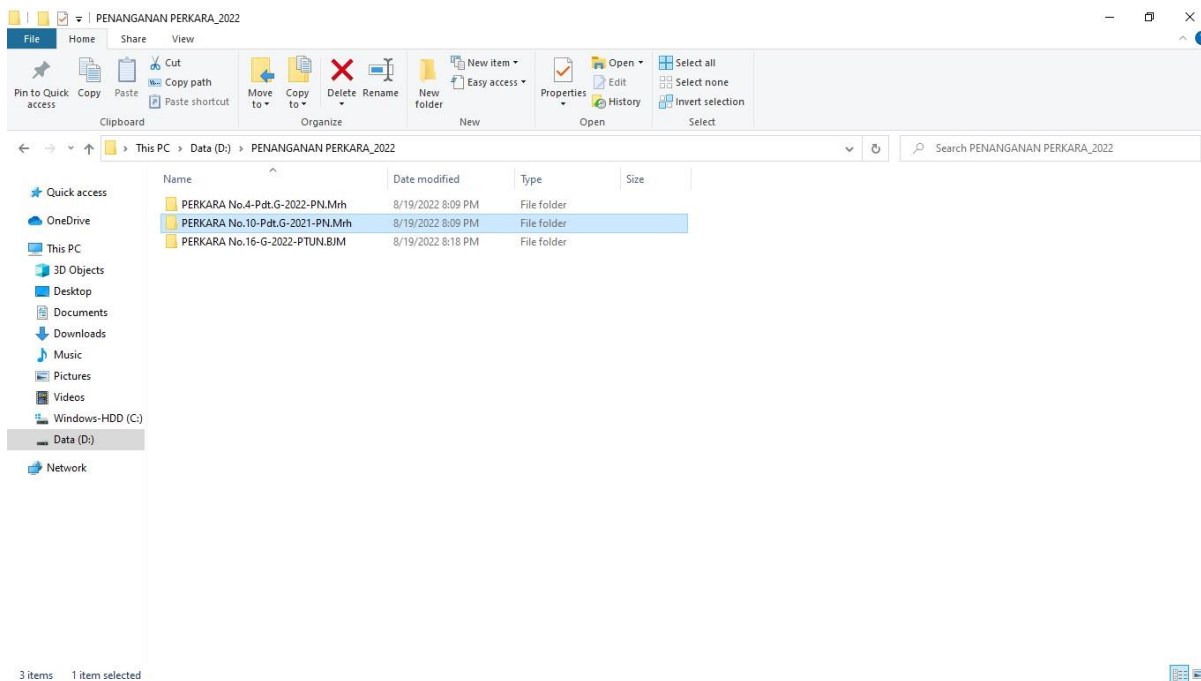 PENANGANAN PERKARA_2022
File Home Share View
Pin to Quick access
Copy
Paste
Cut
Copy path
Paste shortcut
Clipboard
Move to
Copy to
Delete
Rename
Organize
New folder
New item
Easy access
New
Properties
Open
Edit
History
Open
Select all
Select none
Invert selection
Select
This PC > Data (D:) > PENANGANAN PERKARA_2022
Search PENANGANAN PERKARA_2022
Quick access
OneDrive
This PC
3D Objects
Desktop
Documents
Downloads
Music
Pictures
Videos
Windows-HDD (C:)
Data (D:)
Network
Name Date modified Type Size
PERKARA No.4-Pdt.G-2022-PN.Mrh 8/19/2022 8:09 PM File folder
PERKARA No.10-Pdt.G-2021-PN.Mrh 8/19/2022 8:09 PM File folder
PERKARA No.16-G-2022-PTUN.BJM 8/19/2022 8:18 PM File folder
3 items 1 item selected